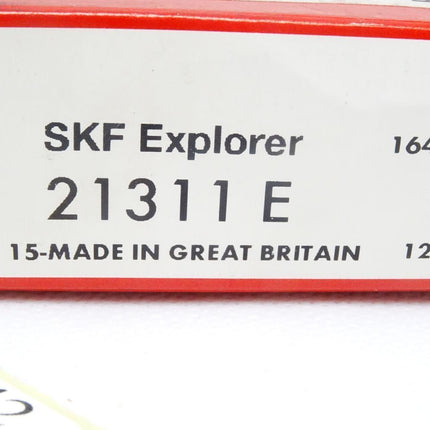 SKF Explorer 164
21311 E
15-MADE IN GREAT BRITAIN 12